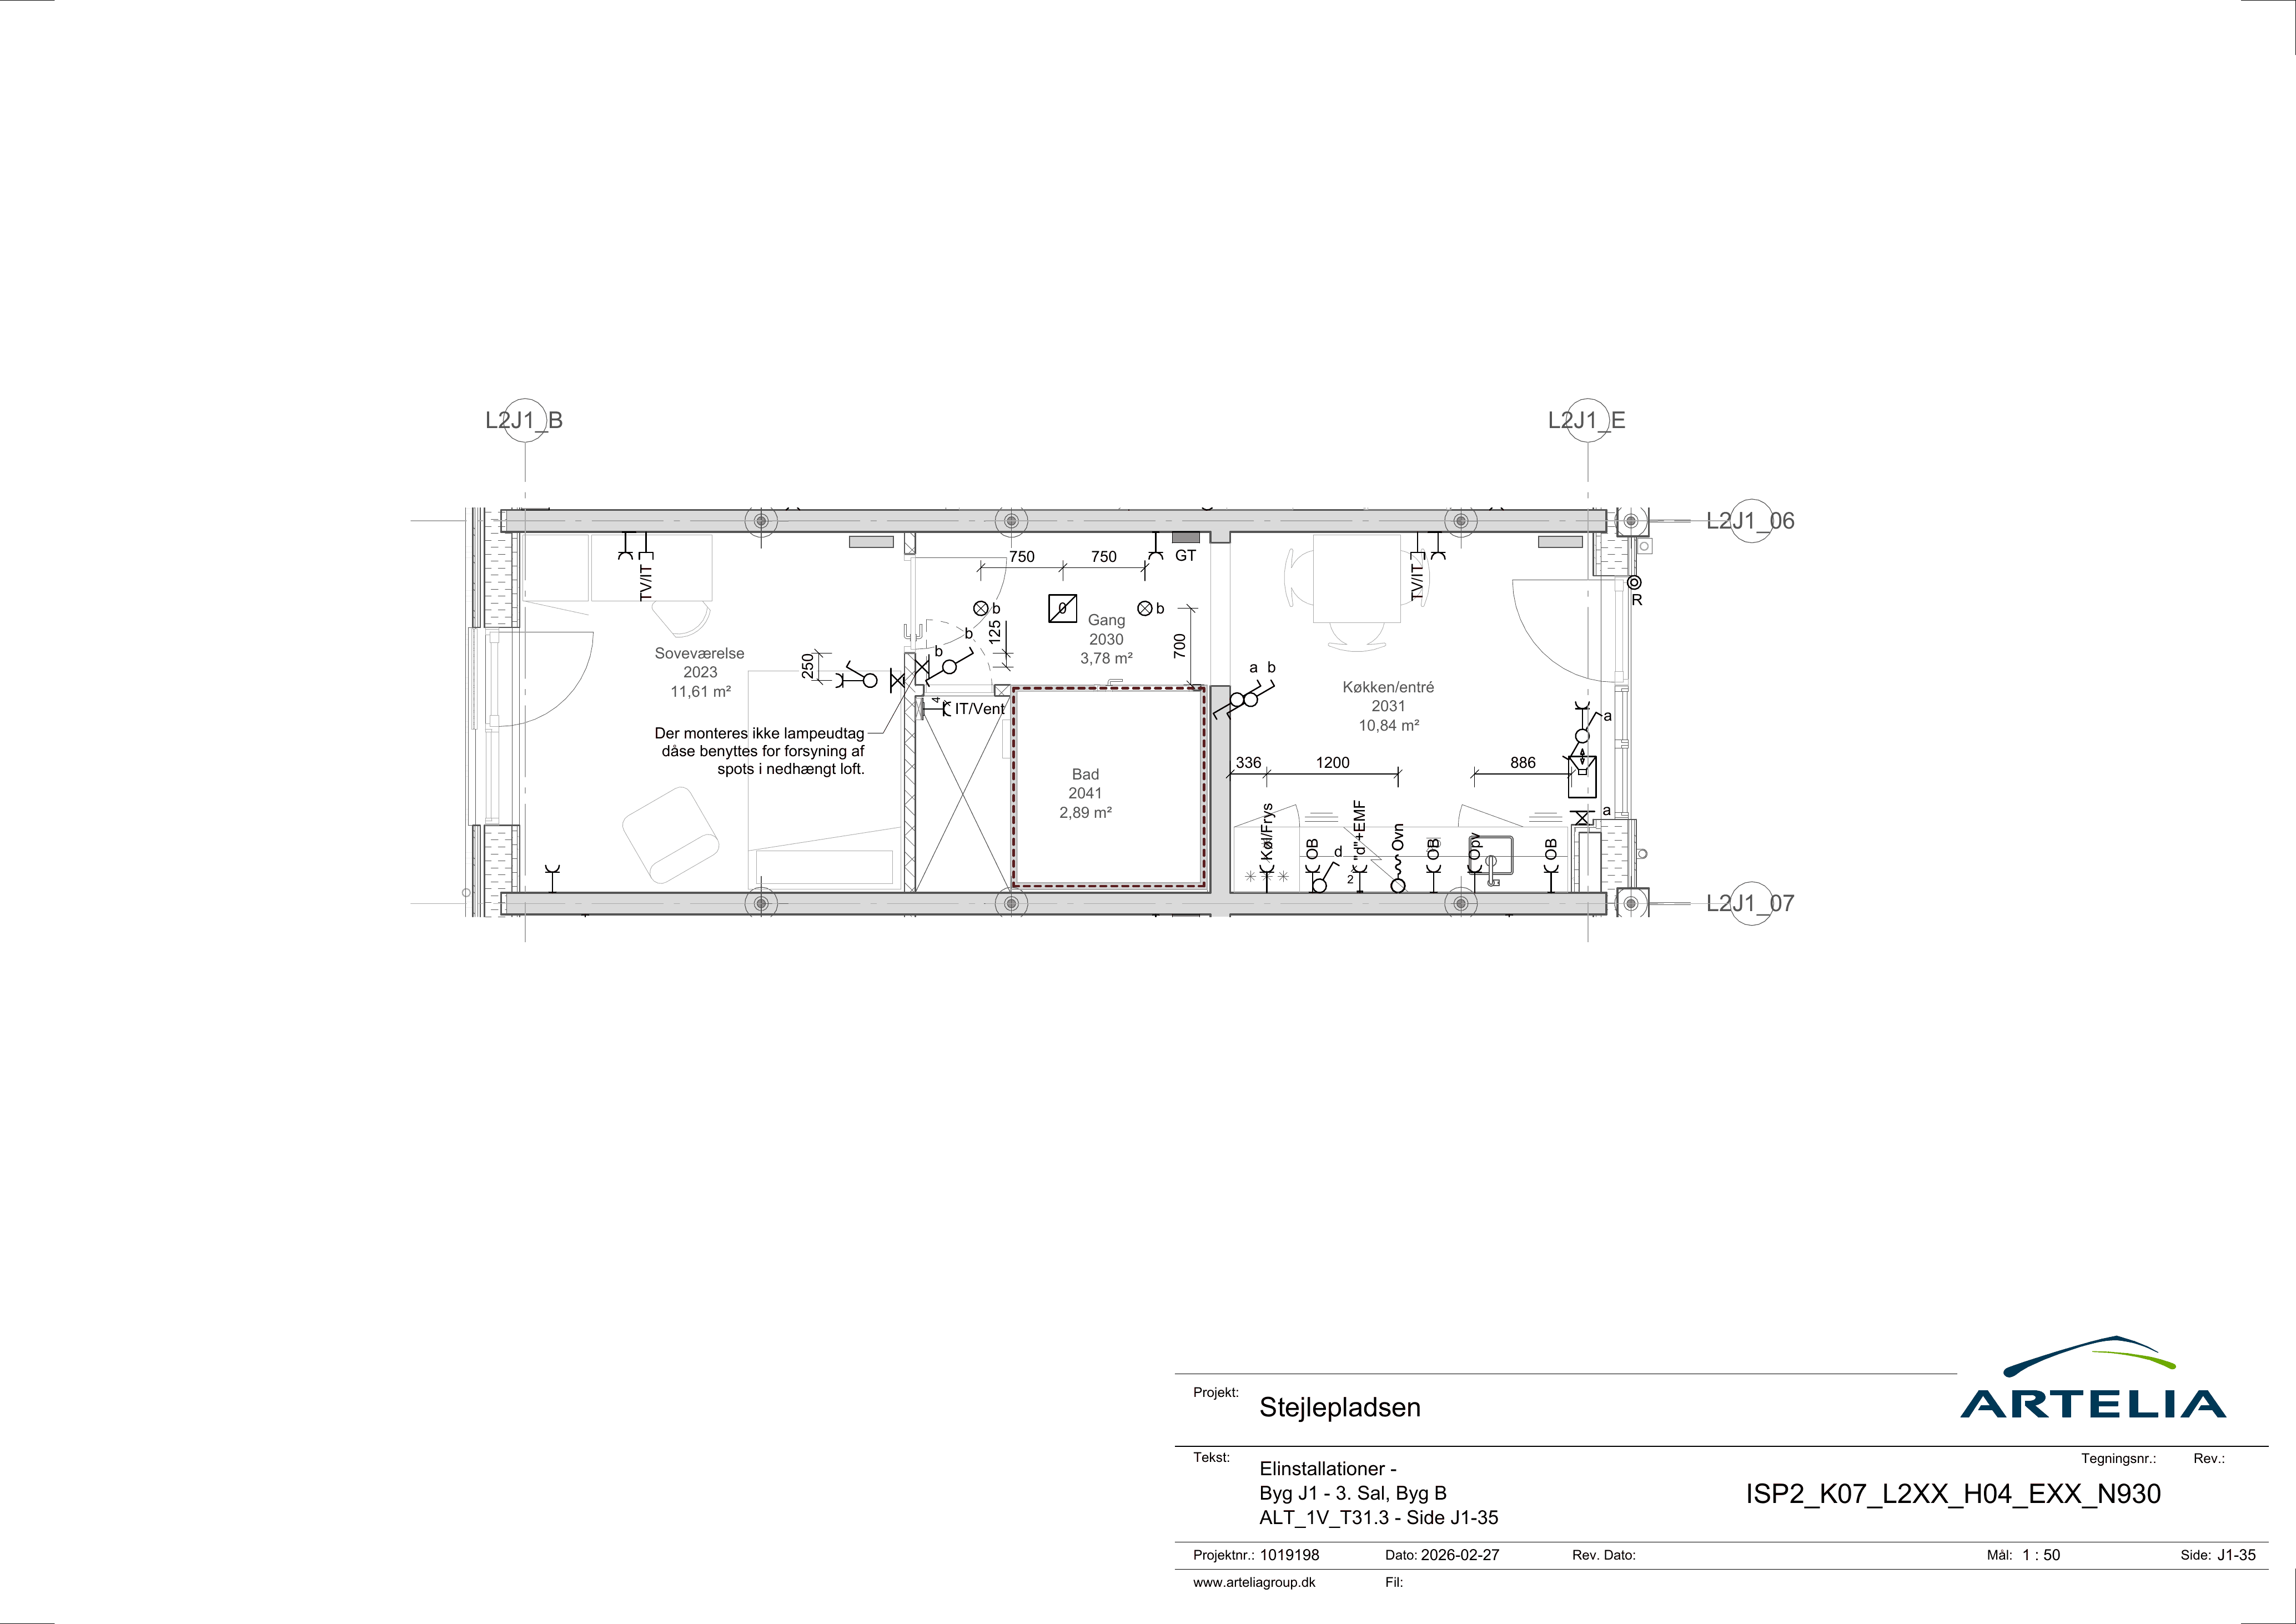 L2J1_B
L2J1_E
L2J1_06
TV/IT
750
750
GT
TV/IT
R
b
0
b
Gang
2030
3,78 m²
125
b
b
700
Soveværelse
2023
11,61 m²
250
a b
Køkken/entré
2031
10,84 m²
a
4
IT/Vent
Der monteres ikke lampeudtag
dåse benyttes for forsyning af
spots i nedhængt loft.
336
1200
886
Bad
2041
2,89 m²
a
Køl/Frys
OB
d
2
"d"+EMF
Ovn
OB
Opv
OB
L2J1_07
Projekt:
Stejlepladsen
ARTELIA
Tekst:
Elinstallationer -
Byg J1 - 3. Sal, Byg B
ALT_1V_T31.3 - Side J1-35
Tegningsnr.:
Rev.:
ISP2_K07_L2XX_H04_EXX_N930
Projektnr.: 1019198
Dato: 2026-02-27
Rev. Dato:
Mål: 1 : 50
Side: J1-35
www.arteliagroup.dk
Fil: